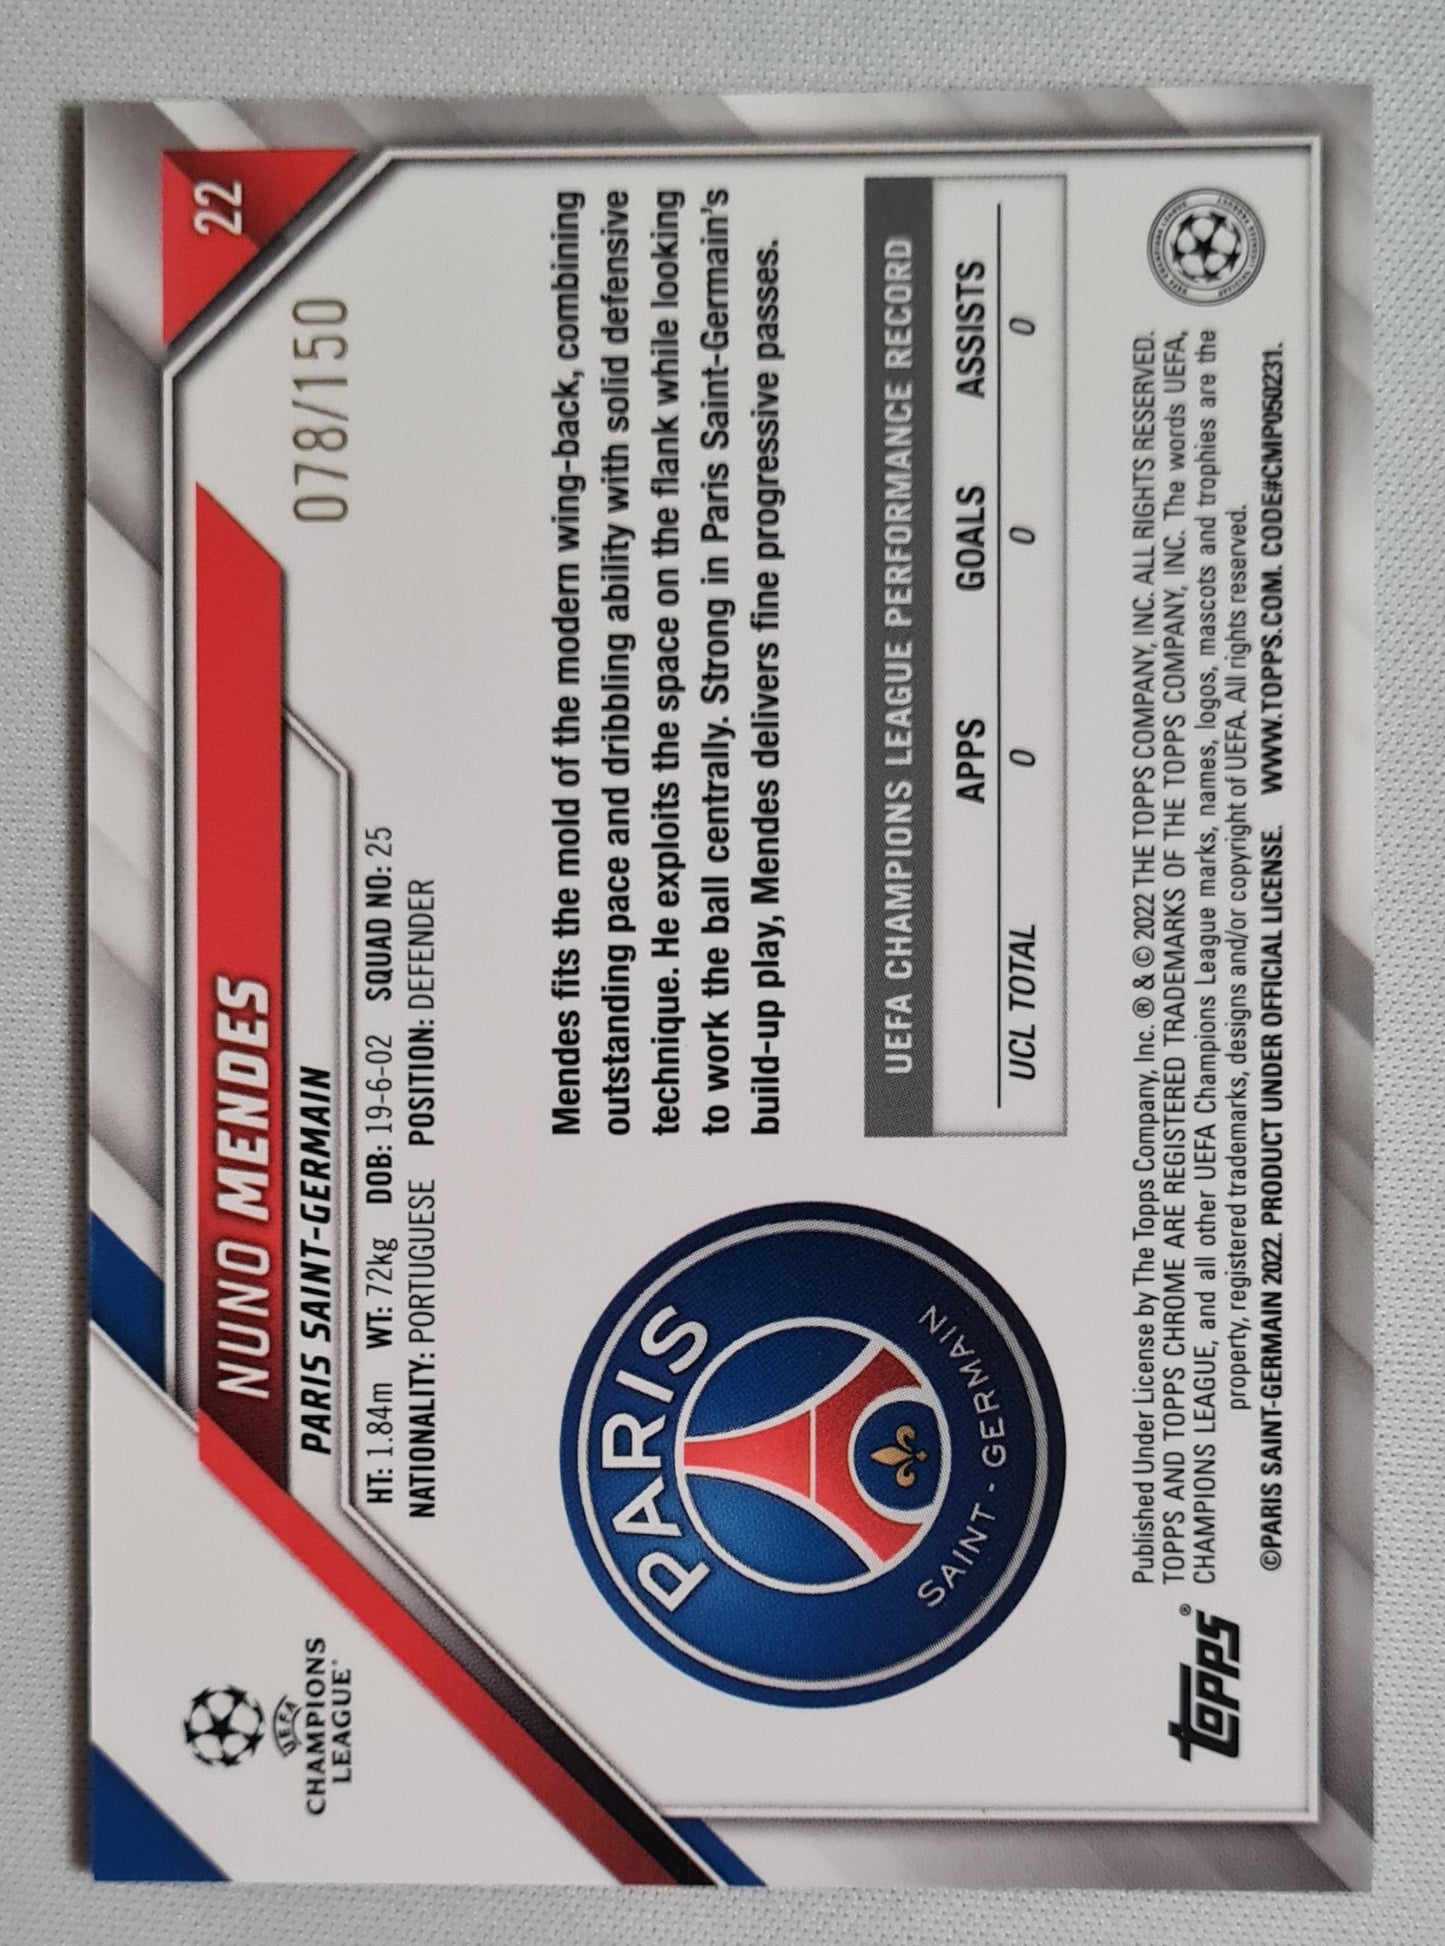 22
UEFA
CHAMPIONS
LEAGUE®
NUNO MENDES
PARIS SAINT-GERMAIN
078/150
HT: 1.84m WT: 72kg DOB: 19-6-02 SQUAD NO: 25
NATIONALITY: PORTUGUESE POSITION: DEFENDER
PARIS
SAINT-GERMAIN
Mendes fits the mold of the modern wing-back, combining
outstanding pace and dribbling ability with solid defensive
technique. He exploits the space on the flank while looking
to work the ball centrally. Strong in Paris Saint-Germain's
build-up play, Mendes delivers fine progressive passes.
UEFA CHAMPIONS LEAGUE PERFORMANCE RECORD
APPS GOALS ASSISTS
UCL TOTAL 0 0 0
topps®
Published Under License by The Topps Company, Inc. ® & © 2022 THE TOPPS COMPANY, INC. ALL RIGHTS RESERVED.
TOPPS AND TOPPS CHROME ARE REGISTERED TRADEMARKS OF THE TOPPS COMPANY, INC. The words UEFA,
CHAMPIONS LEAGUE, and all other UEFA Champions League marks, names, logos, mascots and trophies are the
property, registered trademarks, designs and/or copyright of UEFA. All rights reserved.
©PARIS SAINT-GERMAIN 2022. PRODUCT UNDER OFFICIAL LICENSE. WWW.TOPPS.COM. CODE#CMP050231.
UEFA CHAMPIONS LEAGUE
OFFICIAL LICENSED PRODUCT